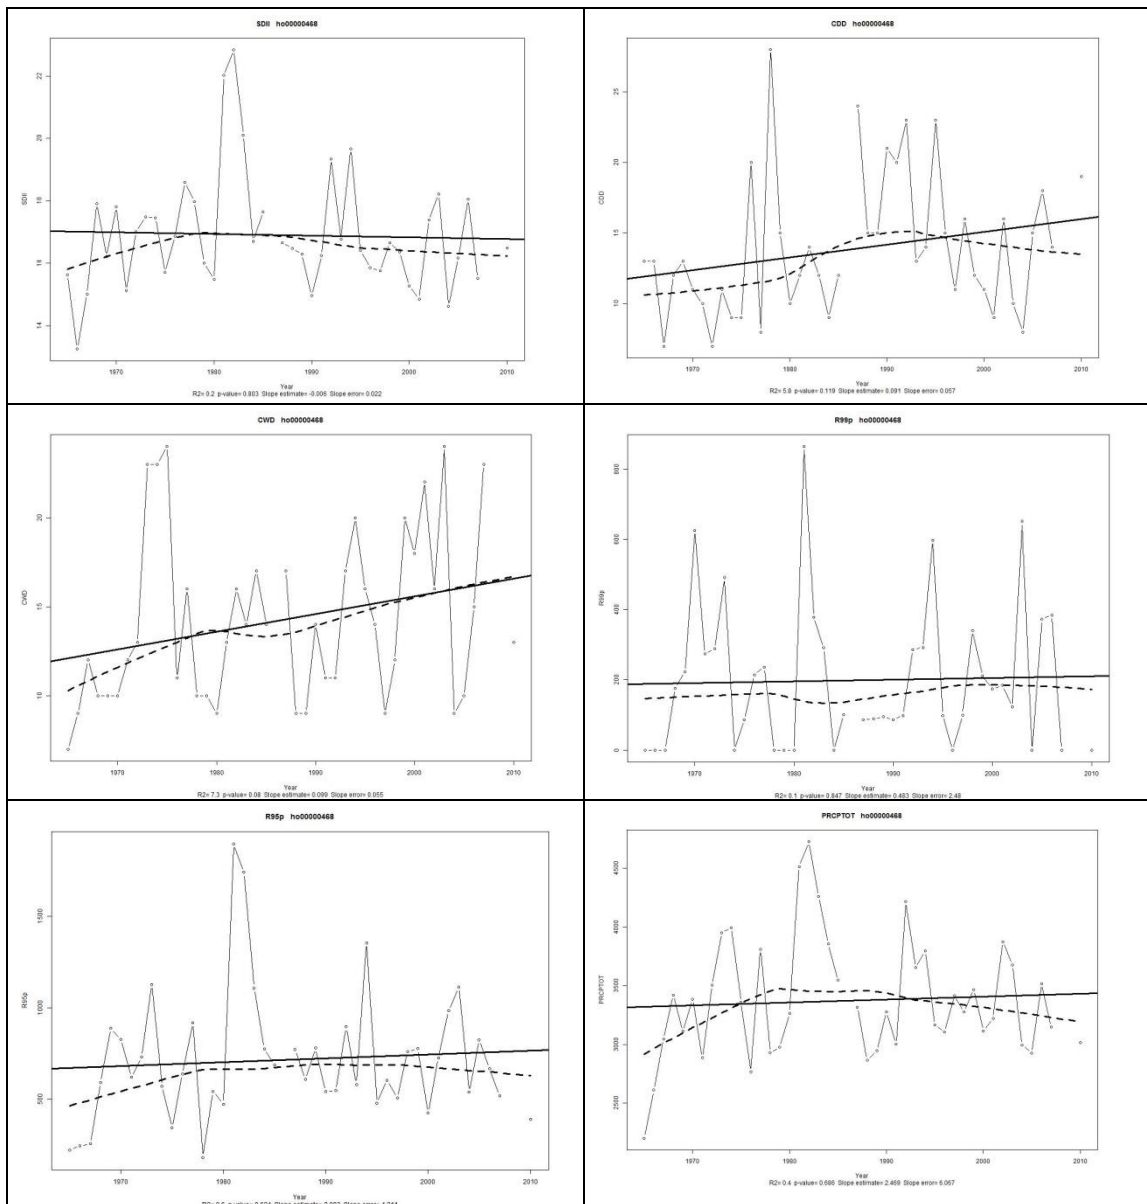 SDII ho00000468
SDII
22
20
18
16
14
1970
1980
1990
2000
2010
Year
R2= 0.2 p-value= 0.803 Slope estimate= -0.006 Slope error= 0.022
CDD ho00000468
CDD
25
20
15
10
1970
1980
1990
2000
2010
Year
R2= 5.8 p-value= 0.119 Slope estimate= 0.091 Slope error= 0.057
CWD ho00000468
CWD
20
15
10
1970
1980
1990
2000
2010
Year
R2= 7.3 p-value= 0.08 Slope estimate= 0.099 Slope error= 0.055
R99p ho00000468
R99p
800
600
400
200
0
1970
1980
1990
2000
2010
Year
R2= 0.1 p-value= 0.847 Slope estimate= 0.483 Slope error= 2.48
R95p ho00000468
R95p
1500
1000
500
1970
1980
1990
2000
2010
Year
PRCPTOT ho00000468
PRCPTOT
4500
4000
3500
3000
2500
1970
1980
1990
2000
2010
Year
R2= 0.4 p-value= 0.686 Slope estimate= 2.469 Slope error= 6.067